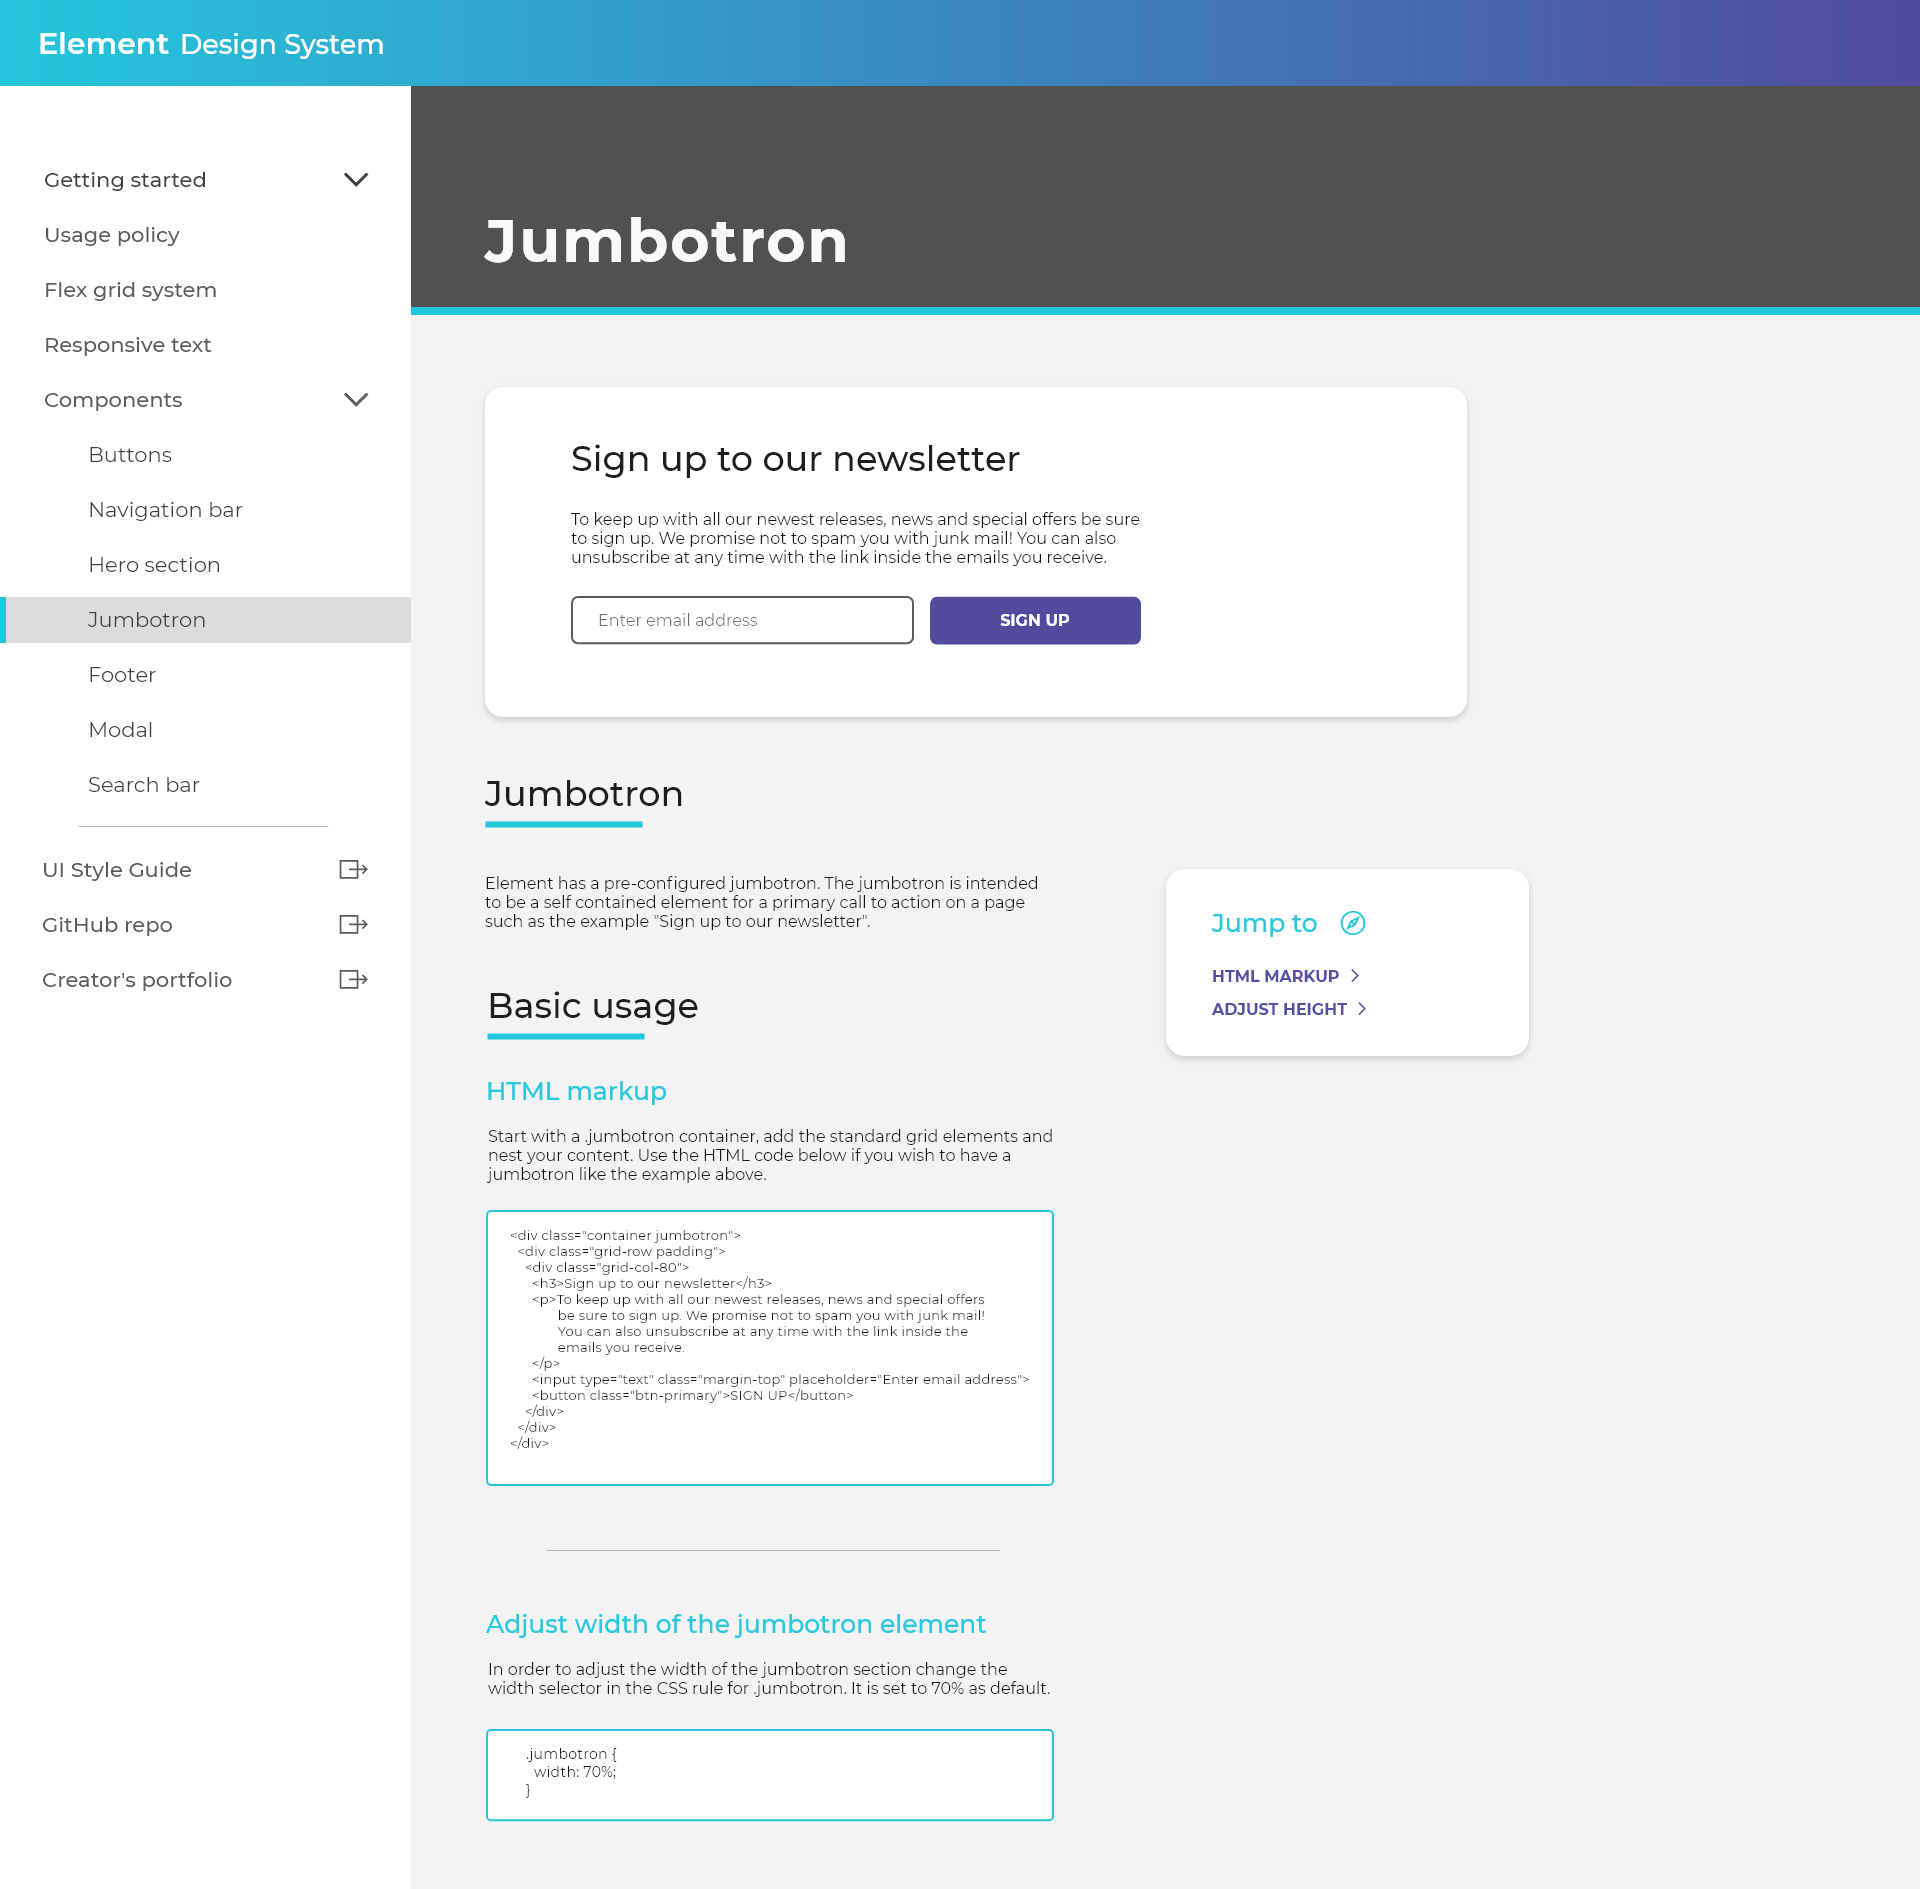 Element Design System
Getting started
Usage policy
Flex grid system
Responsive text
Components
Buttons
Navigation bar
Hero section
Jumbotron
Footer
Modal
Search bar
UI Style Guide
GitHub repo
Creator's portfolio
Jumbotron
Sign up to our newsletter
To keep up with all our newest releases, news and special offers be sure
to sign up. We promise not to spam you with junk mail! You can also
unsubscribe at any time with the link inside the emails you receive.
Enter email address
SIGN UP
Jumbotron
Element has a pre-configured jumbotron. The jumbotron is intended
to be a self contained element for a primary call to action on a page
such as the example "Sign up to our newsletter".
Jump to
HTML MARKUP
ADJUST HEIGHT
Basic usage
HTML markup
Start with a .jumbotron container, add the standard grid elements and
nest your content. Use the HTML code below if you wish to have a
jumbotron like the example above.
<div class="container jumbotron">
<div class="grid-row padding">
<div class="grid-col-80">
<h3>Sign up to our newsletter</h3>
<p>To keep up with all our newest releases, news and special offers
be sure to sign up. We promise not to spam you with junk mail!
You can also unsubscribe at any time with the link inside the
emails you receive.
</p>
<input type="text" class="margin-top" placeholder="Enter email address">
<button class="btn-primary">SIGN UP</button>
</div>
</div>
</div>
Adjust width of the jumbotron element
In order to adjust the width of the jumbotron section change the
width selector in the CSS rule for .jumbotron. It is set to 70% as default.
.jumbotron {
width: 70%;
}